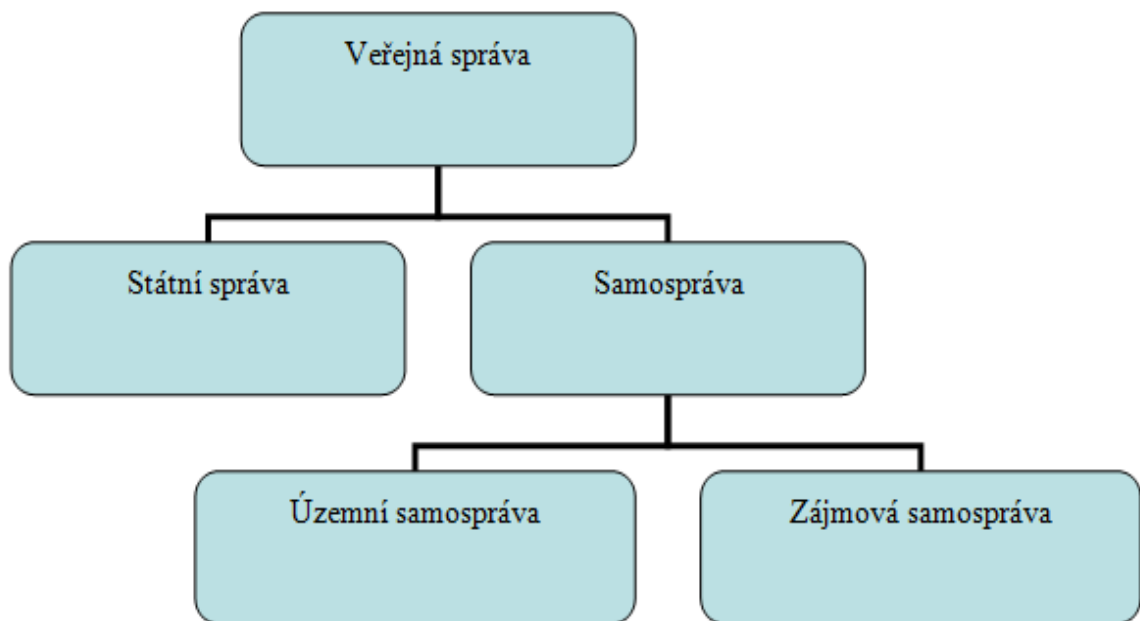 Veřejná správa
Státní správa
Samospráva
Územní samospráva
Zájmová samospráva